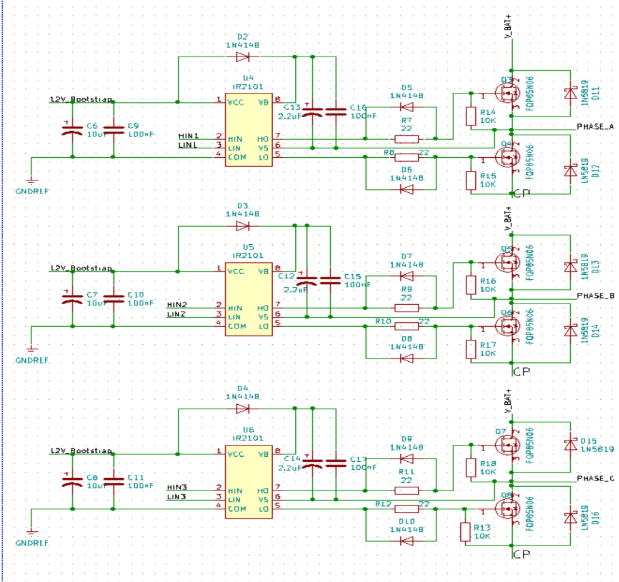 V_BAT+
D2
1N4148
U4
IR2101
12V_Bootstrap
1 VCC VB 8
C6
10uF
C9
100nF
C13
2.2uF
C16
100nF
D5
1N4148
R7
22
Q3
FQP85N06
1N5819
D11
R14
10K
HIN1
LIN1
2 HIN HO 7
3 LIN VS 6
4 COM LO 5
PHASE_A
R8 22
D6
1N4148
R15
10K
Q4
FQP85N06
1N5819
D12
GNDREF
CP
V_BAT+
D3
1N4148
U5
IR2101
12V_Bootstrap
1 VCC VB 8
C7
10uF
C10
100nF
C12
2.2uF
C15
100nF
D7
1N4148
R9
22
Q5
FQP85N06
1N5819
D13
R16
10K
HIN2
LIN2
2 HIN HO 7
3 LIN VS 6
4 COM LO 5
PHASE_B
R10 22
D8
1N4148
R17
10K
Q6
FQP85N06
1N5819
D14
GNDREF
CP
V_BAT+
D4
1N4148
U6
IR2101
12V_Bootstrap
1 VCC VB 8
C8
10uF
C11
100nF
C14
2.2uF
C17
100nF
D9
1N4148
R11
22
Q7
FQP85N06
D15
1N5819
R18
10K
HIN3
LIN3
2 HIN HO 7
3 LIN VS 6
4 COM LO 5
PHASE_C
R12 22
D10
1N4148
R13
10K
Q8
FQP85N06
1N5819
D16
GNDREF
CP